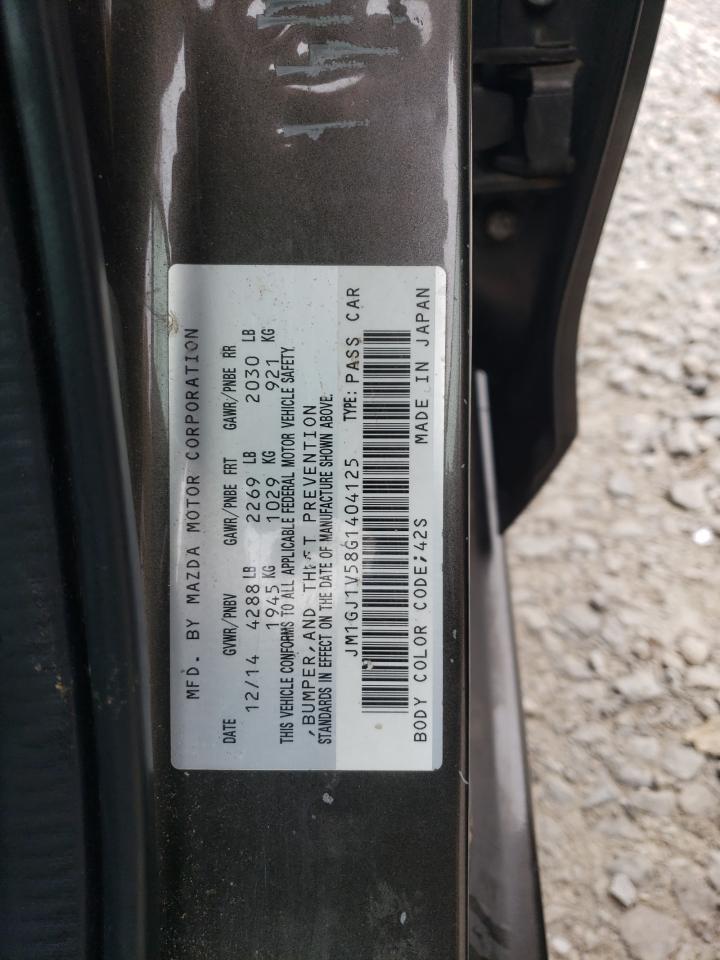 MFD. BY MAZDA MOTOR CORPORATION
DATE GVWR/PNBV GAWR/PNBE FRT GAWR/PNBE RR
12/14 4288 LB 2269 LB 2030 LB
1945 KG 1029 KG 921 KG
THIS VEHICLE CONFORMS TO ALL APPLICABLE FEDERAL MOTOR VEHICLE SAFETY,
,BUMPER,AND THEFT PREVENTION
STANDARDS IN EFFECT ON THE DATE OF MANUFACTURE SHOWN ABOVE.
JM1GJ1V58G1404125 TYPE: PASS CAR
BODY COLOR CODE;42S MADE IN JAPAN